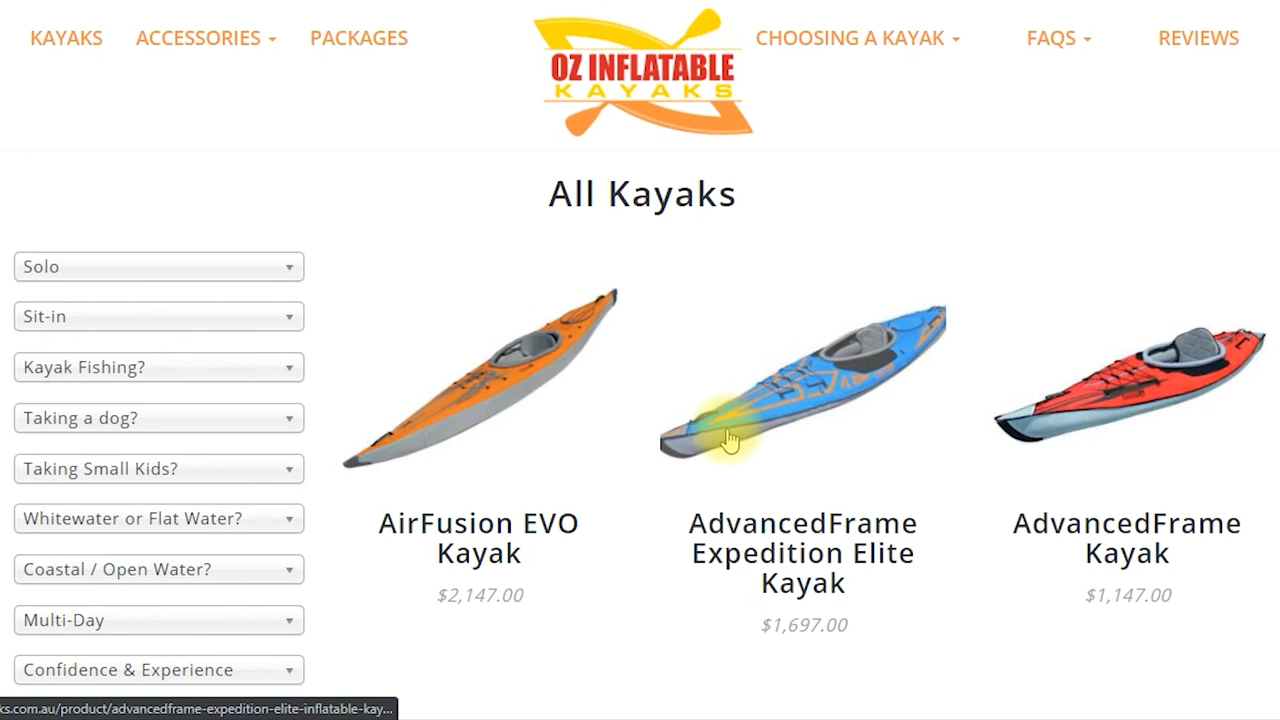 KAYAKS
ACCESSORIES
PACKAGES
OZ INFLATABLE
KAYAKS
CHOOSING A KAYAK
FAQS
REVIEWS
All Kayaks
Solo
Sit-in
Kayak Fishing?
Taking a dog?
Taking Small Kids?
Whitewater or Flat Water?
Coastal / Open Water?
Multi-Day
Confidence & Experience
AirFusion EVO
Kayak
$2,147.00
AdvancedFrame
Expedition Elite
Kayak
$1,697.00
AdvancedFrame
Kayak
$1,147.00
ks.com.au/product/advancedframe-expedition-elite-inflatable-kay...